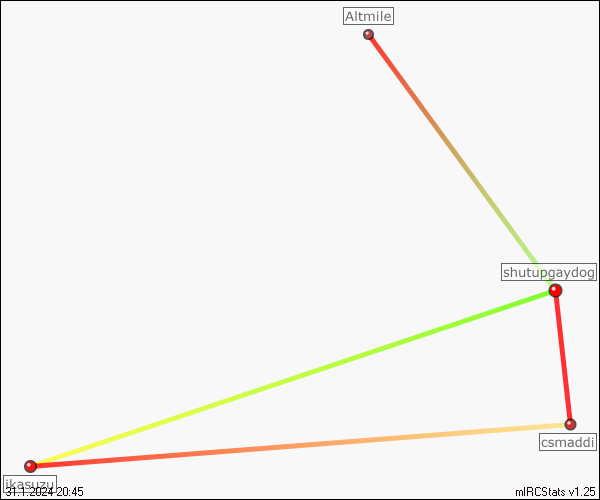 Altmile
shutupgaydog
csmaddi
ikasuzu
31.1.2024 20:45
mIRCStats v1.25